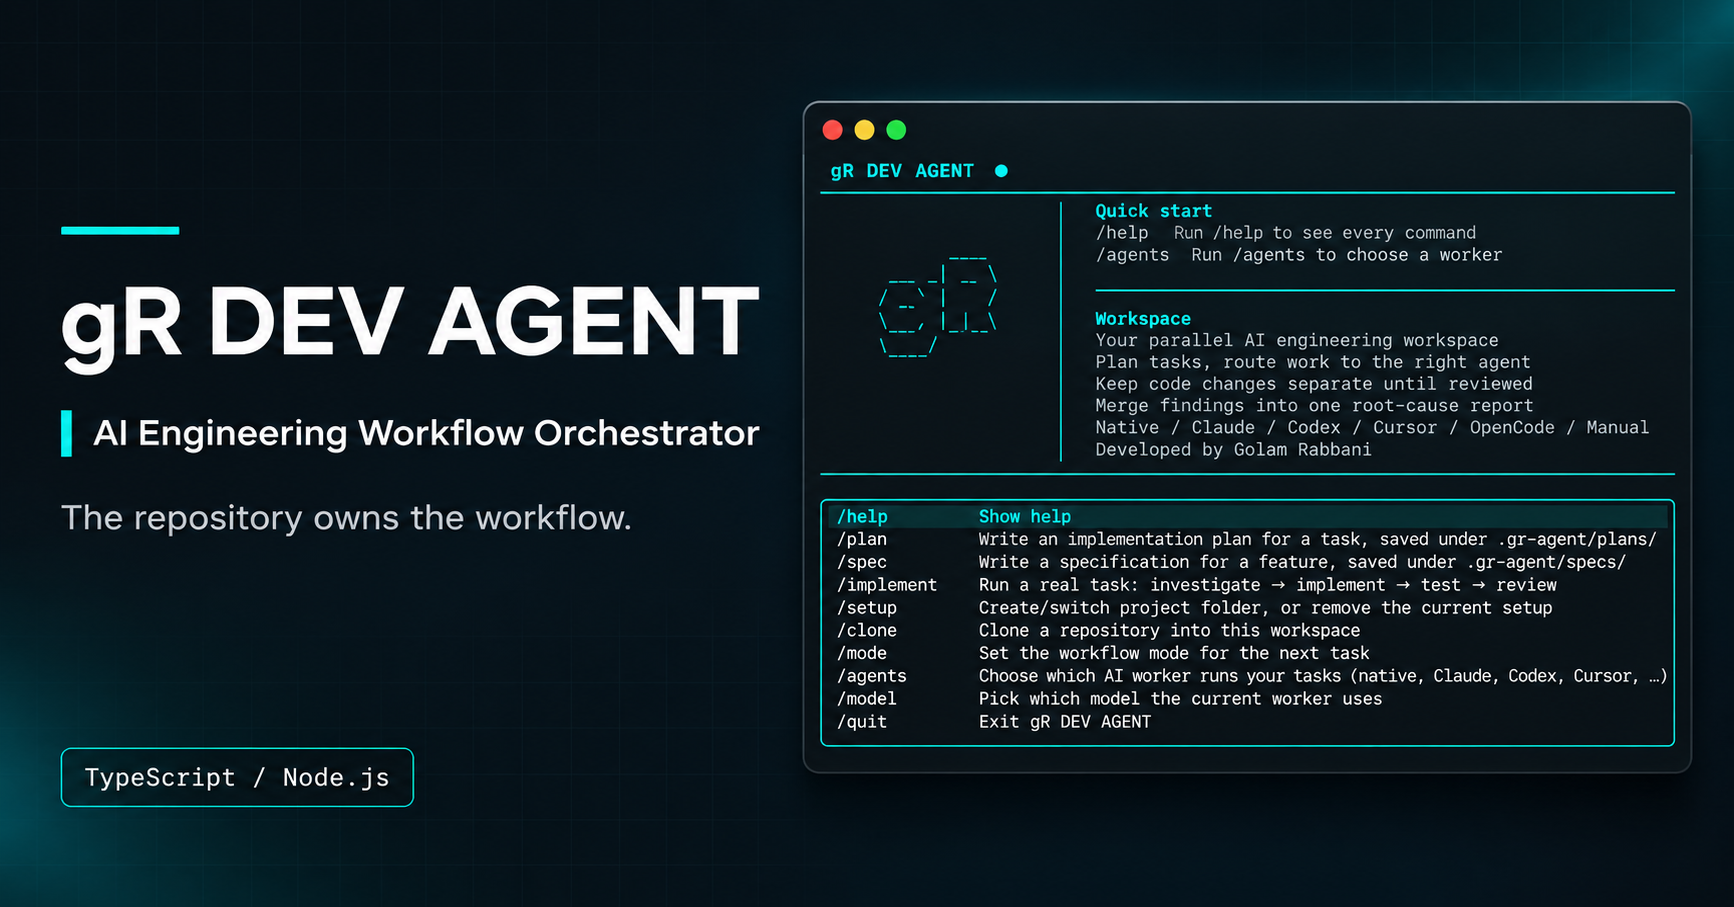 gR DEV AGENT
AI Engineering Workflow Orchestrator
The repository owns the workflow.
TypeScript / Node.js
gR DEV AGENT
Quick start
/help Run /help to see every command
/agents Run /agents to choose a worker
Workspace
Your parallel AI engineering workspace
Plan tasks, route work to the right agent
Keep code changes separate until reviewed
Merge findings into one root-cause report
Native / Claude / Codex / Cursor / OpenCode / Manual
Developed by Golam Rabbani
/help Show help
/plan Write an implementation plan for a task, saved under .gr-agent/plans/
/spec Write a specification for a feature, saved under .gr-agent/specs/
/implement Run a real task: investigate → implement → test → review
/setup Create/switch project folder, or remove the current setup
/clone Clone a repository into this workspace
/mode Set the workflow mode for the next task
/agents Choose which AI worker runs your tasks (native, Claude, Codex, Cursor, …)
/model Pick which model the current worker uses
/quit Exit gR DEV AGENT